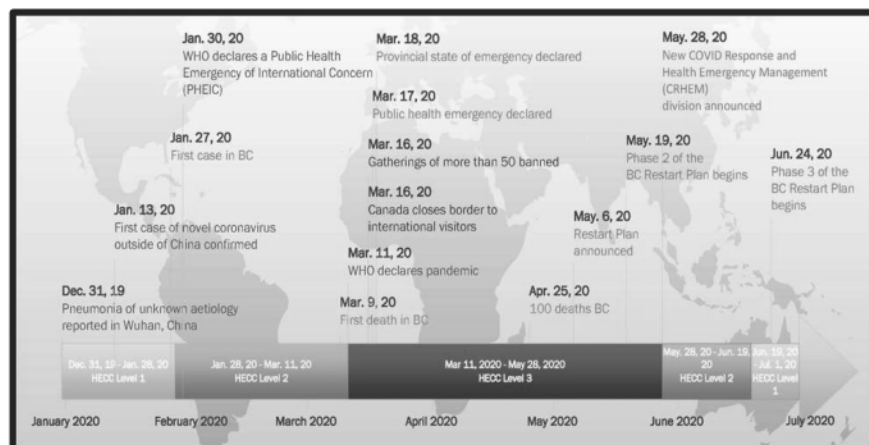 Jan. 30, 20
WHO declares a Public Health
Emergency of International Concern
(PHEIC)
Mar. 18, 20
Provincial state of emergency declared
May. 28, 20
New COVID Response and
Health Emergency Management
(CRHEM)
division announced
Mar. 17, 20
Public health emergency declared
Jan. 27, 20
First case in BC
Mar. 16, 20
Gatherings of more than 50 banned
May. 19, 20
Phase 2 of the
BC Restart Plan begins
Jun. 24, 20
Phase 3 of the
BC Restart Plan
begins
Jan. 13, 20
First case of novel coronavirus
outside of China confirmed
Mar. 16, 20
Canada closes border to
international visitors
May. 6, 20
Restart Plan
announced
Mar. 11, 20
WHO declares pandemic
Dec. 31, 19
Pneumonia of unknown aetiology
reported in Wuhan, China
Mar. 9, 20
First death in BC
Apr. 25, 20
100 deaths BC
Dec. 31, 19 - Jan. 28, 20
HECC Level 1
Jan. 28, 20 - Mar. 11, 20
HECC Level 2
Mar 11, 2020 - May 28, 2020
HECC Level 3
May. 28, 20 - Jun. 19,
20
HECC Level 2
Jun. 19, 20
- Jul. 1, 20
HECC Level
1
January 2020
February 2020
March 2020
April 2020
May 2020
June 2020
July 2020